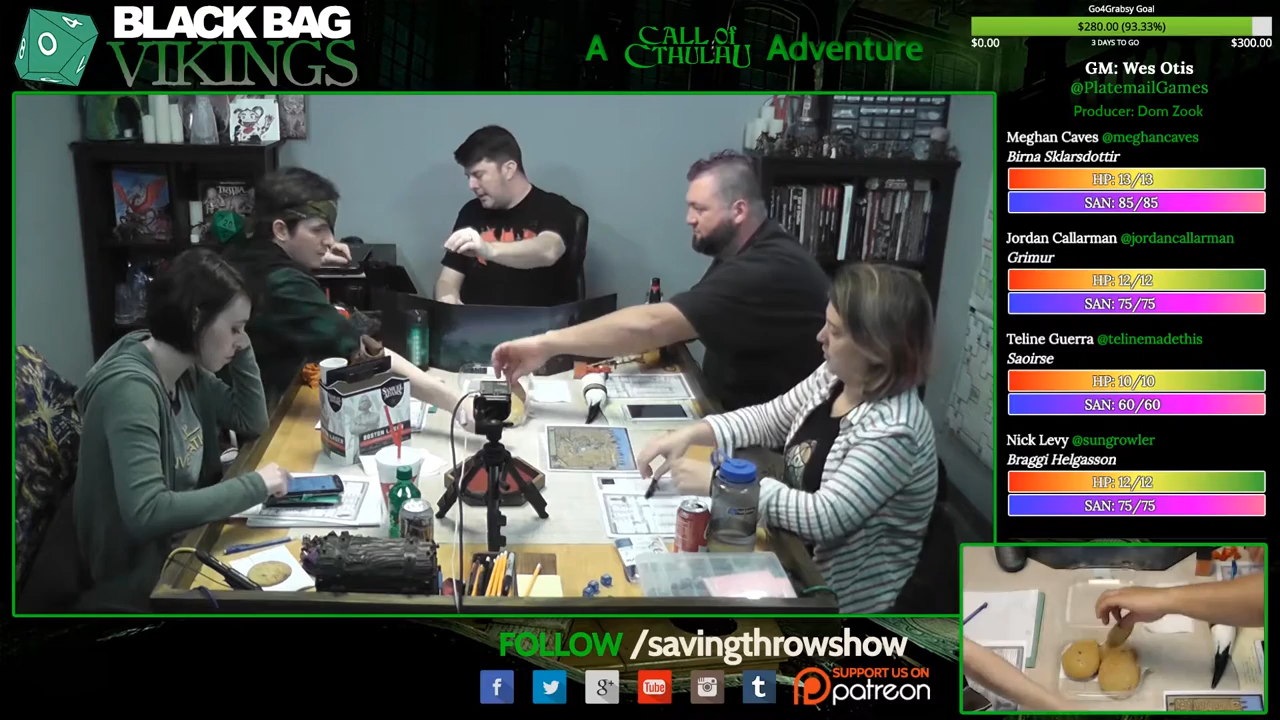 BLACK BAG
VIKINGS
A CALL of CTHULHU Adventure
Go4Grabsy Goal
$280.00 (93.33%)
$0.00 3 DAYS TO GO $300.00
GM: Wes Otis
@PlatemailGames
Producer: Dom Zook
Meghan Caves @meghancaves
Birna Sklarsdottir
HP: 13/13
SAN: 85/85
Jordan Callarman @jordancallarman
Grimur
HP: 12/12
SAN: 75/75
Teline Guerra @telinemadethis
Saoirse
HP: 10/10
SAN: 60/60
Nick Levy @sungrowler
Braggi Helgasson
HP: 12/12
SAN: 75/75
FOLLOW /savingthrowshow
f
g+
You Tube
t
SUPPORT US ON
patreon